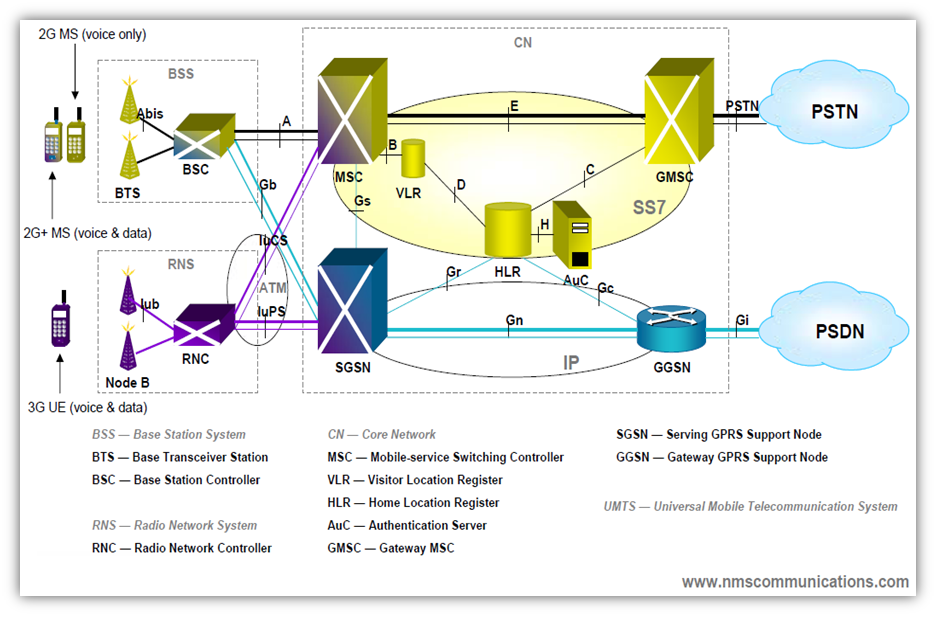 2G MS (voice only)
CN
BSS
Abis
BSC
BTS
A
MSC
E
PSTN
PSTN
B
VLR
D
C
GMSC
SS7
Gb
Gs
H
HLR
AuC
2G+ MS (voice & data)
IuCS
RNS
ATM
Gr
Gc
Iub
IuPS
RNC
Node B
SGSN
Gn
IP
GGSN
Gi
PSDN
3G UE (voice & data)
BSS — Base Station System
BTS — Base Transceiver Station
BSC — Base Station Controller
RNS — Radio Network System
RNC — Radio Network Controller
CN — Core Network
MSC — Mobile-service Switching Controller
VLR — Visitor Location Register
HLR — Home Location Register
AuC — Authentication Server
GMSC — Gateway MSC
SGSN — Serving GPRS Support Node
GGSN — Gateway GPRS Support Node
UMTS — Universal Mobile Telecommunication System
www.nmscommunications.com